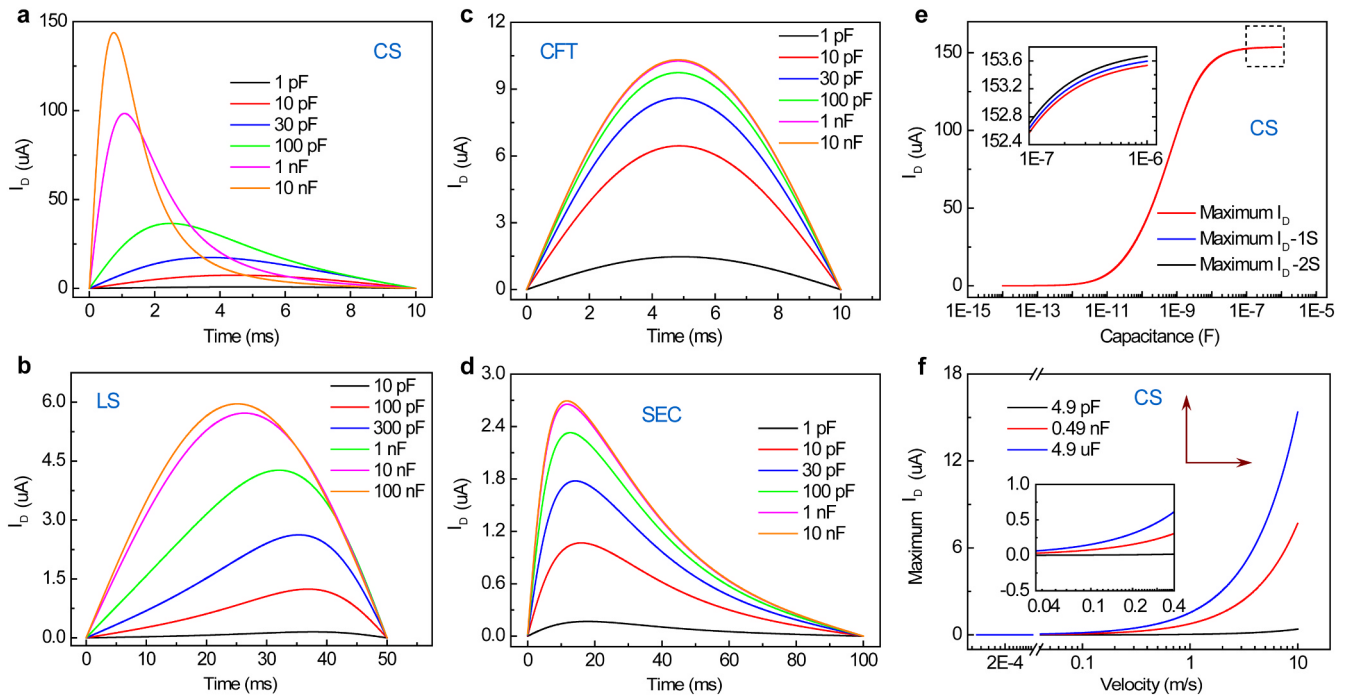 a
CS
1 pF
10 pF
30 pF
100 pF
1 nF
10 nF
150
100
50
0
I_D (uA)
0 2 4 6 8 10
Time (ms)
c
CFT
1 pF
10 pF
30 pF
100 pF
1 nF
10 nF
12
9
6
3
0
I_D (uA)
0 2 4 6 8 10
Time (ms)
e
CS
150
100
50
0
I_D (uA)
153.6
153.2
152.8
152.4
1E-7 1E-6
Maximum I_D
Maximum I_D-1S
Maximum I_D-2S
1E-15 1E-13 1E-11 1E-9 1E-7 1E-5
Capacitance (F)
b
LS
10 pF
100 pF
300 pF
1 nF
10 nF
100 nF
6.0
4.5
3.0
1.5
0.0
I_D (uA)
0 10 20 30 40 50
Time (ms)
d
SEC
1 pF
10 pF
30 pF
100 pF
1 nF
10 nF
3.0
2.4
1.8
1.2
0.6
0.0
I_D (uA)
0 20 40 60 80 100
Time (ms)
f
CS
4.9 pF
0.49 nF
4.9 uF
18
12
6
0
Maximum I_D (uA)
1.0
0.5
0.0
-0.5
0.04 0.1 0.2 0.4
2E-4 0.1 1 10
Velocity (m/s)